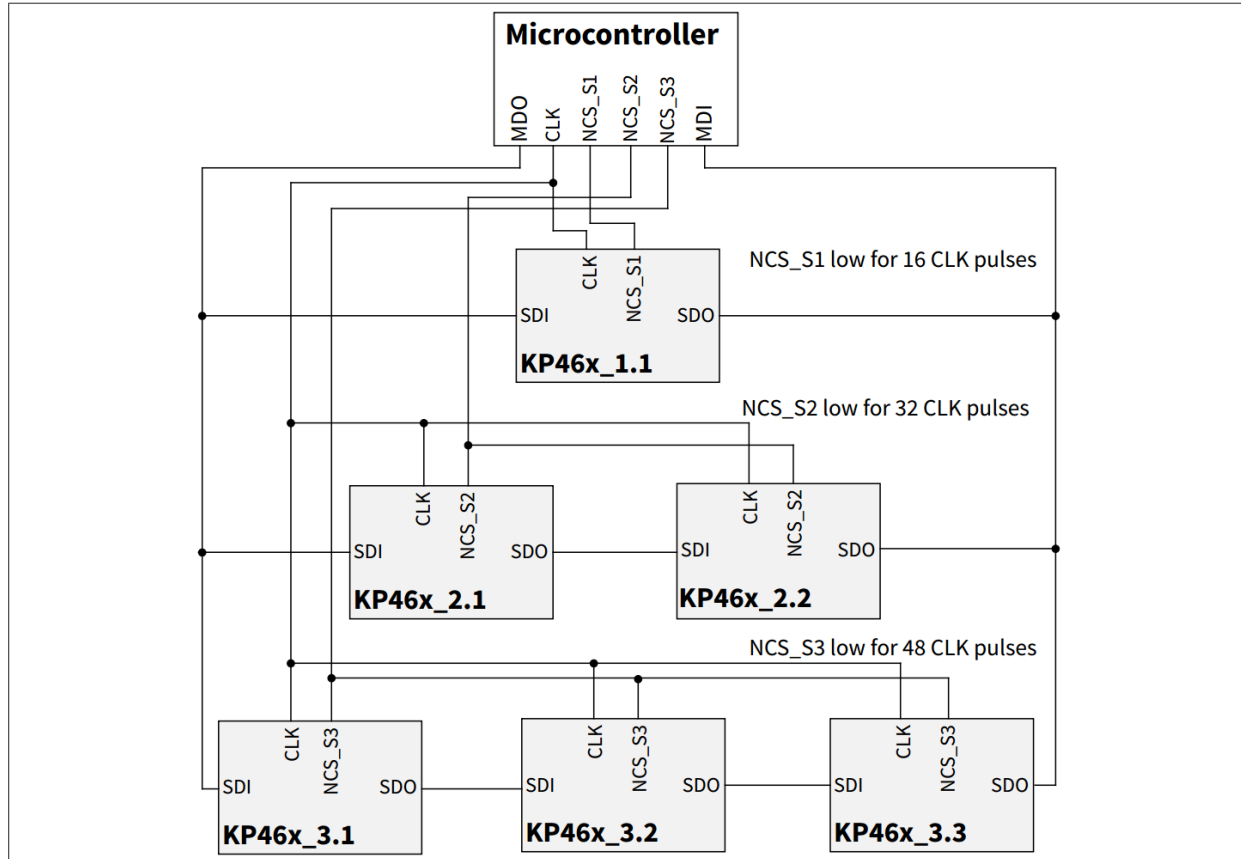 Microcontroller
MDO CLK NCS_S1 NCS_S2 NCS_S3 MDI
NCS_S1 low for 16 CLK pulses
CLK NCS_S1
SDI SDO
KP46x_1.1
NCS_S2 low for 32 CLK pulses
CLK NCS_S2 CLK NCS_S2
SDI SDO SDI SDO
KP46x_2.1 KP46x_2.2
NCS_S3 low for 48 CLK pulses
CLK NCS_S3 CLK NCS_S3 CLK NCS_S3
SDI SDO SDI SDO SDI SDO
KP46x_3.1 KP46x_3.2 KP46x_3.3